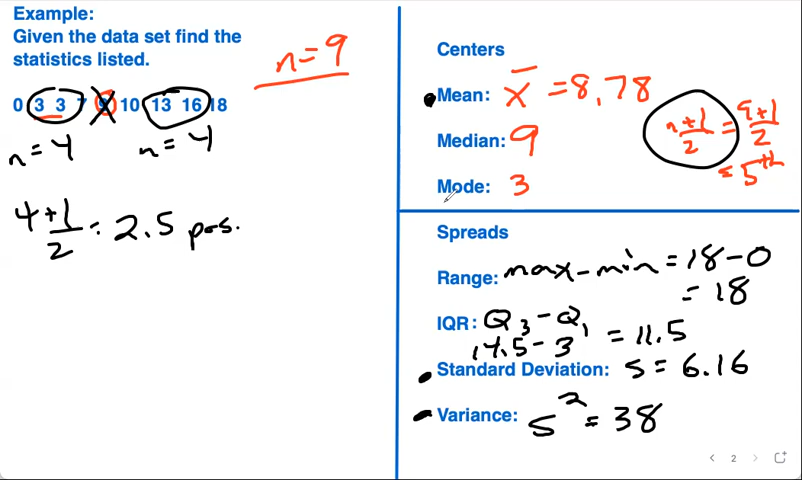 Example:
Given the data set find the
statistics listed.
n = 9
0 3 3 7 9 10 13 16 18
n = 4
n = 4
4+1/2 = 2.5 pos.
Centers
Mean: x̄ = 8.78
Median: 9
Mode: 3
n+1/2 = 9+1/2
= 5th
Spreads
Range: max - min = 18 - 0
= 18
IQR: Q3 - Q1
14.5 - 3 = 11.5
Standard Deviation: s = 6.16
Variance: s² = 38
2